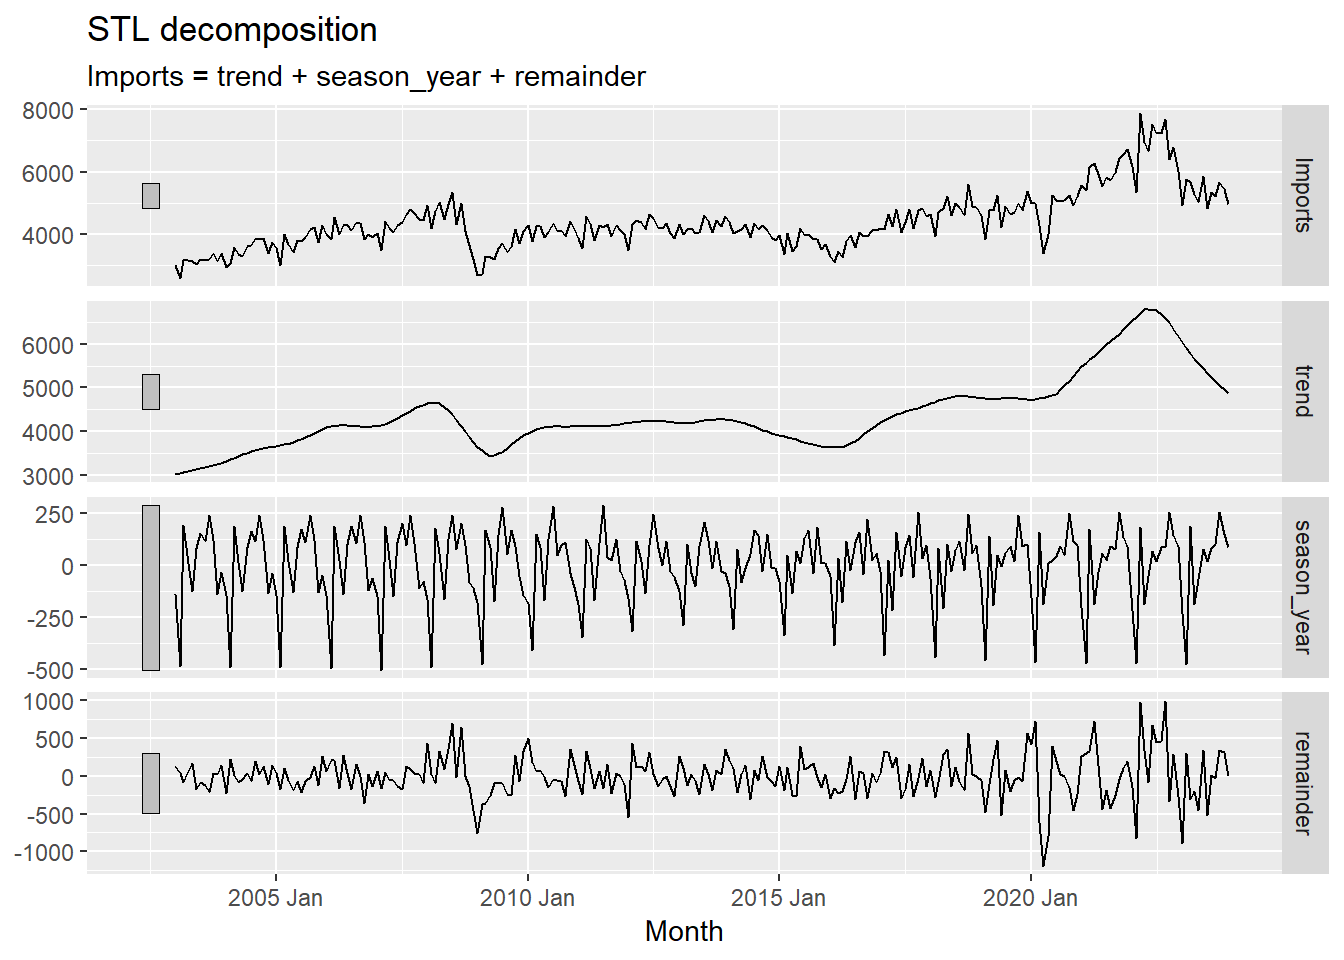 STL decomposition
Imports = trend + season_year + remainder
8000
6000
4000
Imports
6000
5000
4000
3000
trend
250
0
-250
-500
season_year
1000
500
0
-500
-1000
remainder
2005 Jan
2010 Jan
2015 Jan
2020 Jan
Month